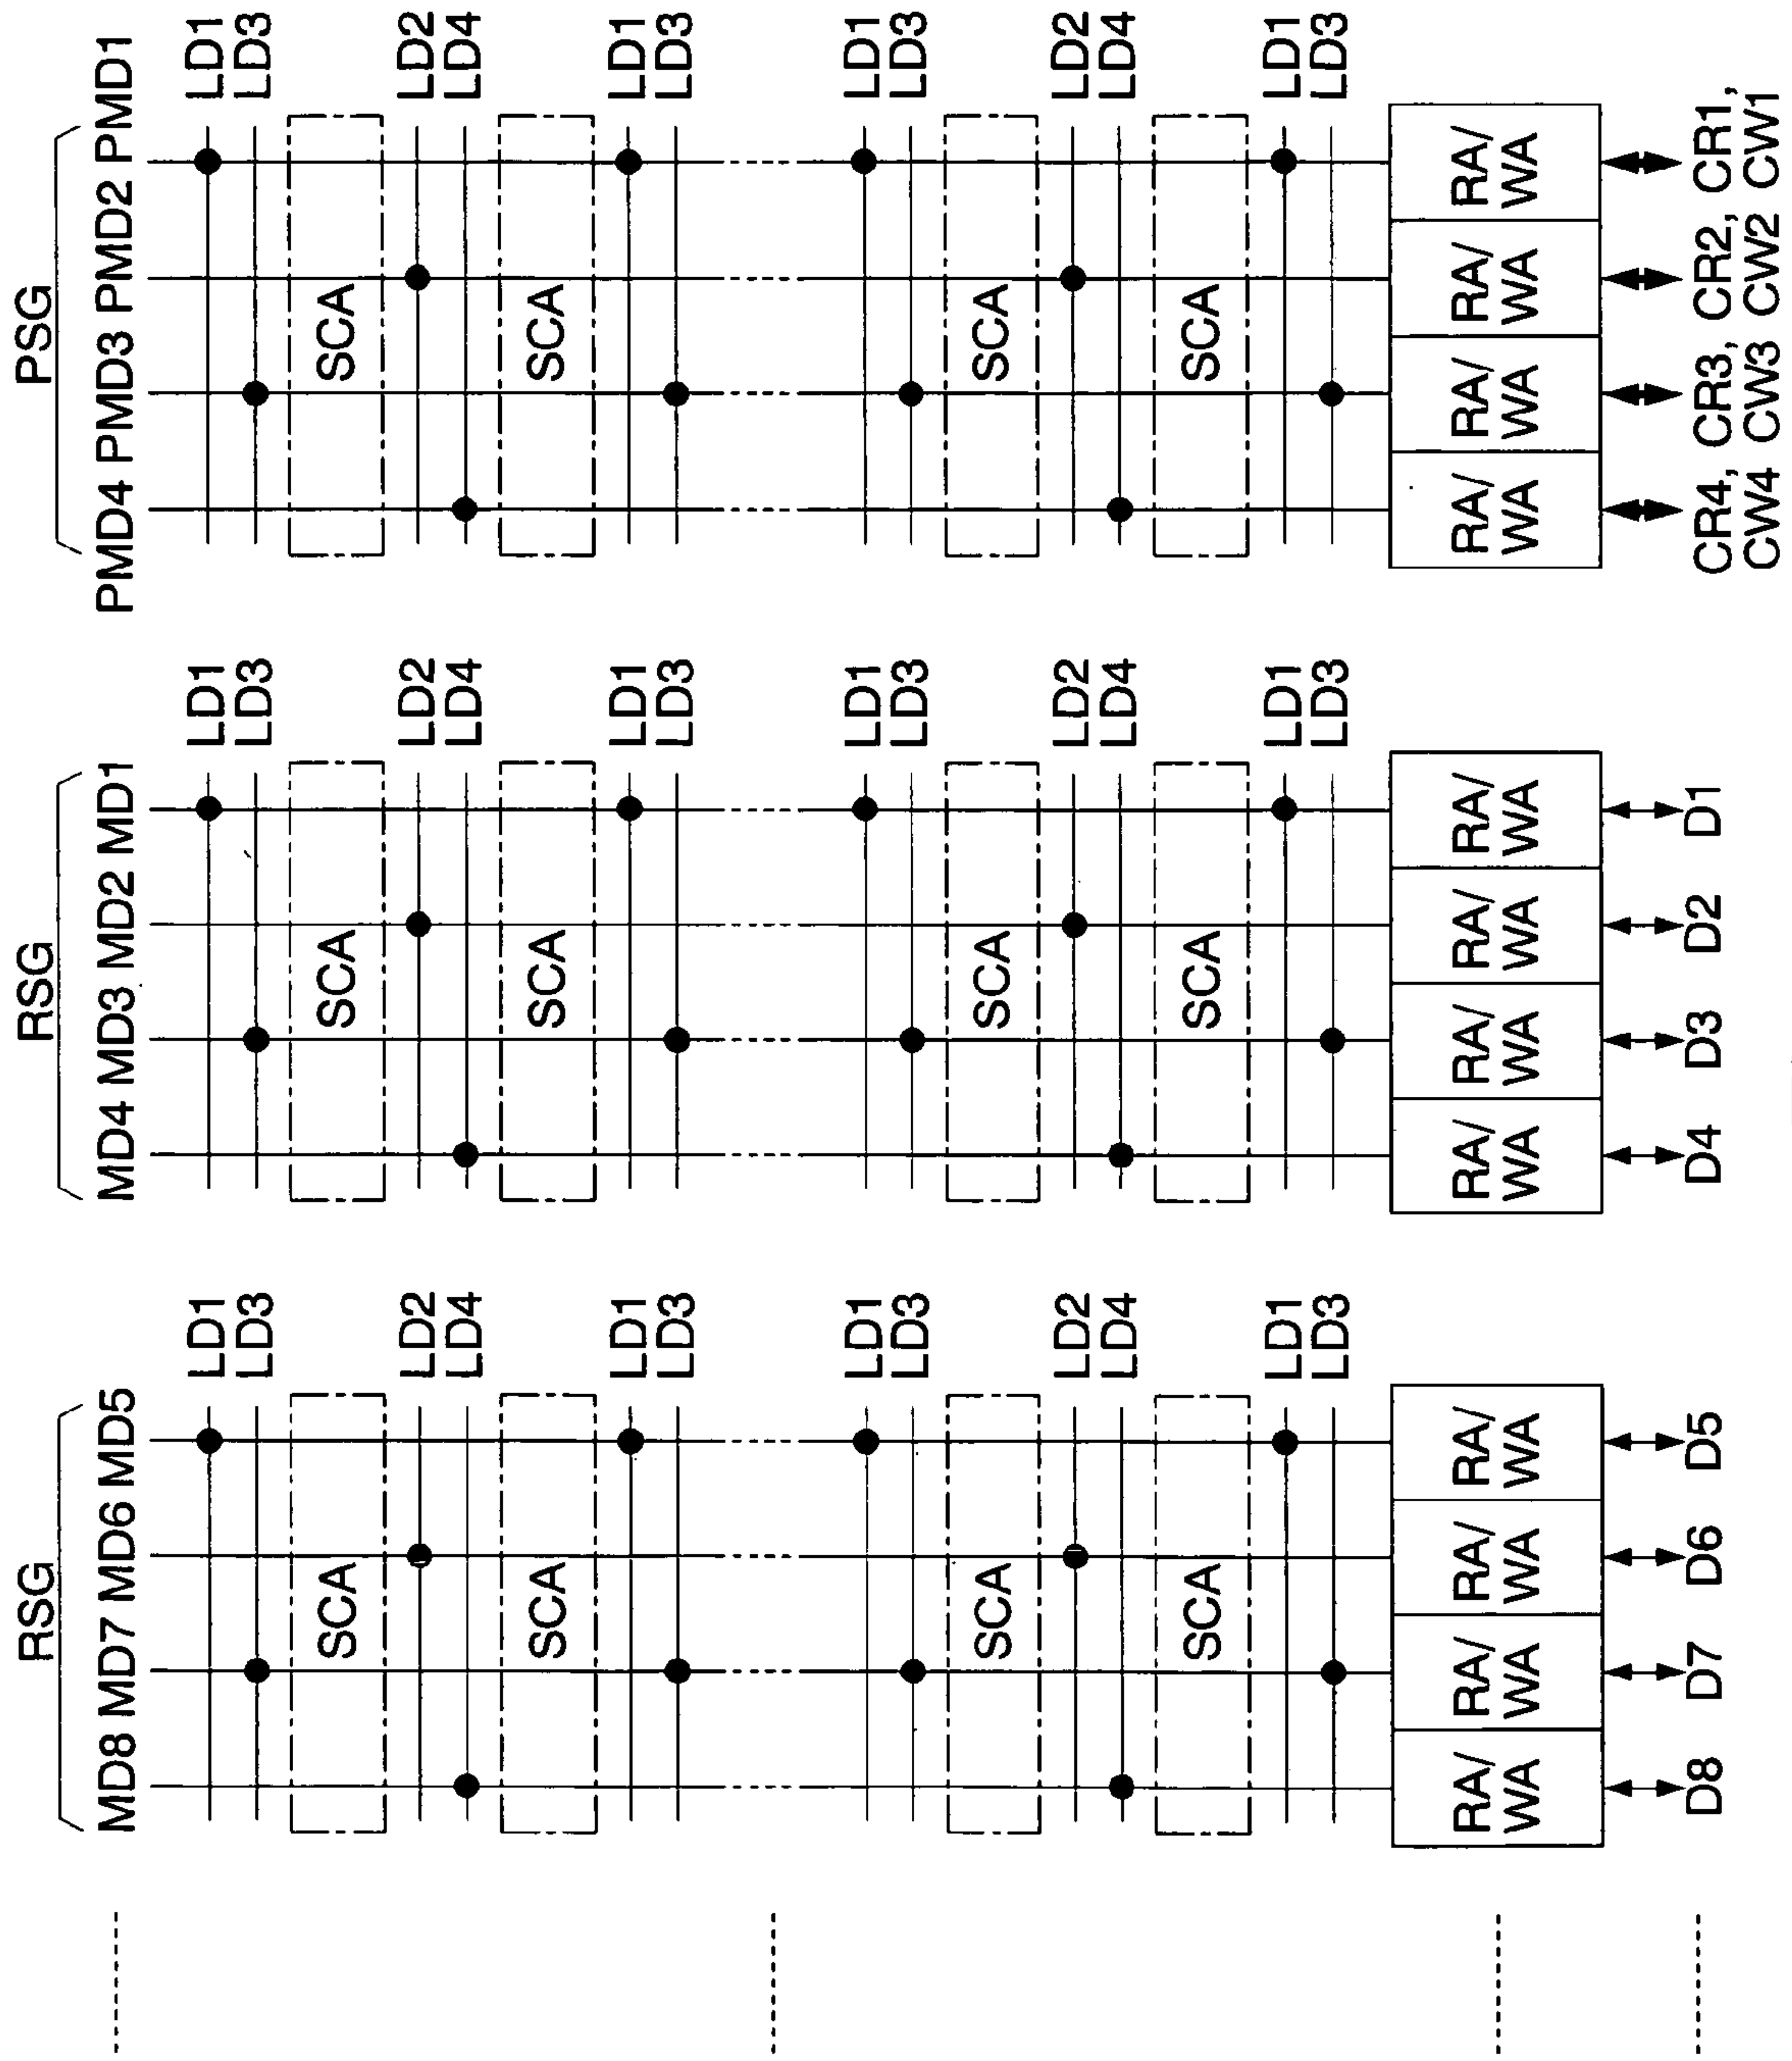 RSG RSG PSG
MD8 MD7 MD6 MD5 MD4 MD3 MD2 MD1 PMD4 PMD3 PMD2 PMD1
LD1 LD1 LD1
LD3 LD3 LD3
SCA SCA SCA
LD2 LD2 LD2
LD4 LD4 LD4
SCA SCA SCA
LD1 LD1 LD1
LD3 LD3 LD3
LD1 LD1 LD1
LD3 LD3 LD3
SCA SCA SCA
LD2 LD2 LD2
LD4 LD4 LD4
SCA SCA SCA
LD1 LD1 LD1
LD3 LD3 LD3
RA/ RA/ RA/ RA/ RA/ RA/ RA/ RA/ RA/ RA/ RA/ RA/
WA WA WA WA WA WA WA WA WA WA WA WA
D8 D7 D6 D5 D4 D3 D2 D1 CR4, CR3, CR2, CR1,
CW4 CW3 CW2 CW1